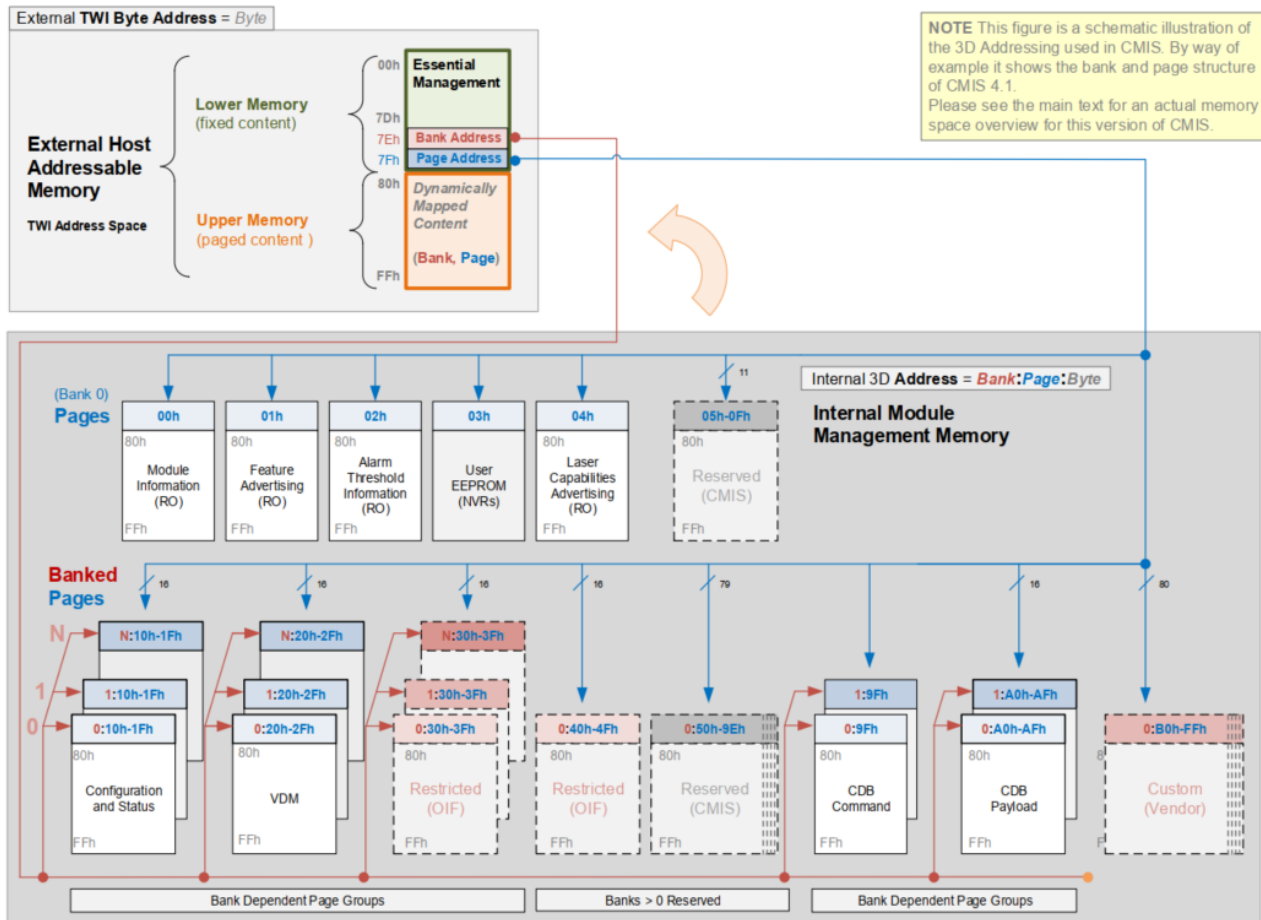 External TWI Byte Address = Byte
NOTE This figure is a schematic illustration of
the 3D Addressing used in CMIS. By way of
example it shows the bank and page structure
of CMIS 4.1.
Please see the main text for an actual memory
space overview for this version of CMIS.
External Host
Addressable
Memory
TWI Address Space
Lower Memory
(fixed content)
Upper Memory
(paged content )
00h
7Dh
7Eh
7Fh
80h
FFh
Essential
Management
Bank Address
Page Address
Dynamically
Mapped
Content
(Bank, Page)
Internal 3D Address = Bank:Page:Byte
Internal Module
Management Memory
(Bank 0)
Pages
11
00h
80h
Module
Information
(RO)
FFh
01h
80h
Feature
Advertising
(RO)
FFh
02h
80h
Alarm
Threshold
Information
(RO)
FFh
03h
User
EEPROM
(NVRs)
04h
80h
Laser
Capabilities
Advertising
(RO)
FFh
05h-0Fh
80h
Reserved
(CMIS)
FFh
Banked
Pages
16
16
16
16
79
16
80
N
1
0
N:10h-1Fh
1:10h-1Fh
0:10h-1Fh
80h
Configuration
and Status
FFh
N:20h-2Fh
1:20h-2Fh
0:20h-2Fh
80h
VDM
FFh
N:30h-3Fh
1:30h-3Fh
0:30h-3Fh
80h
Restricted
(OIF)
FFh
0:40h-4Fh
80h
Restricted
(OIF)
FFh
0:50h-9Eh
80h
Reserved
(CMIS)
FFh
1:9Fh
0:9Fh
80h
CDB
Command
FFh
1:A0h-AFh
0:A0h-AFh
80h
CDB
Payload
FFh
0:B0h-FFh
Custom
(Vendor)
Bank Dependent Page Groups
Banks > 0 Reserved
Bank Dependent Page Groups